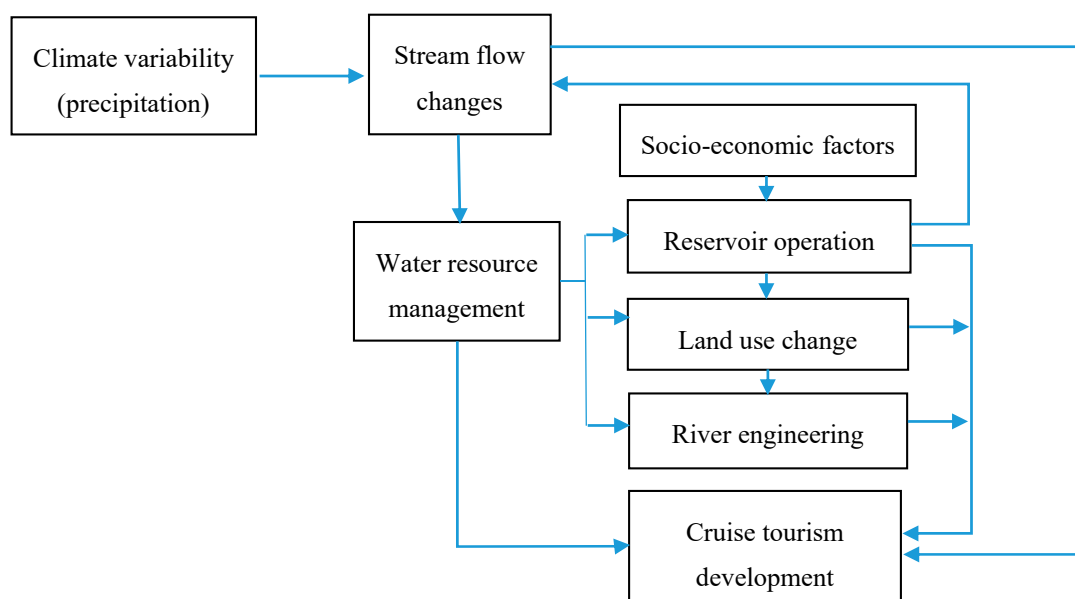 Climate variability
(precipitation)
Stream flow
changes
Socio-economic factors
Reservoir operation
Water resource
management
Land use change
River engineering
Cruise tourism
development